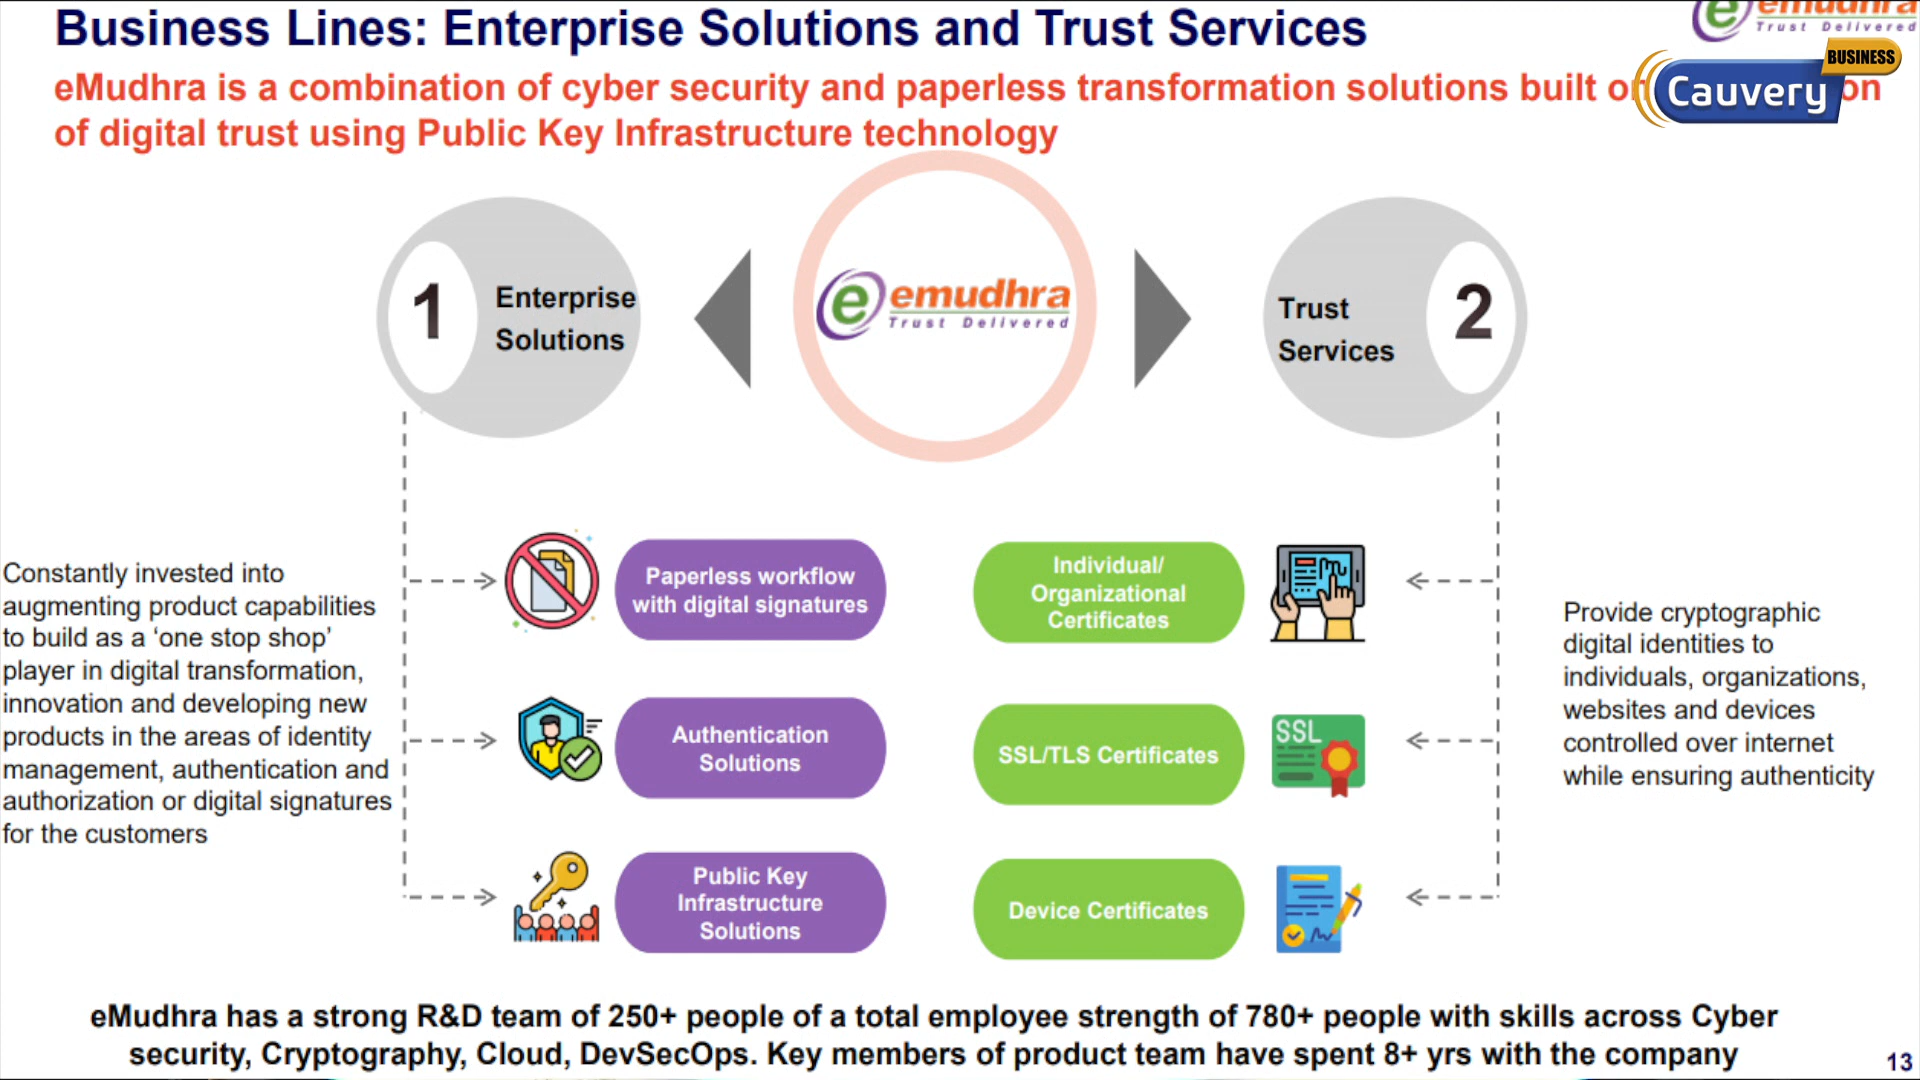 Business Lines: Enterprise Solutions and Trust Services
emudhra
Trust Delivered
BUSINESS
Cauvery
eMudhra is a combination of cyber security and paperless transformation solutions built on
of digital trust using Public Key Infrastructure technology
1
Enterprise
Solutions
emudhra
Trust Delivered
Trust
Services
2
Constantly invested into
augmenting product capabilities
to build as a ‘one stop shop’
player in digital transformation,
innovation and developing new
products in the areas of identity
management, authentication and
authorization or digital signatures
for the customers
Paperless workflow
with digital signatures
Authentication
Solutions
Public Key
Infrastructure
Solutions
Individual/
Organizational
Certificates
SSL/TLS Certificates
SSL
Device Certificates
Provide cryptographic
digital identities to
individuals, organizations,
websites and devices
controlled over internet
while ensuring authenticity
eMudhra has a strong R&D team of 250+ people of a total employee strength of 780+ people with skills across Cyber
security, Cryptography, Cloud, DevSecOps. Key members of product team have spent 8+ yrs with the company
13